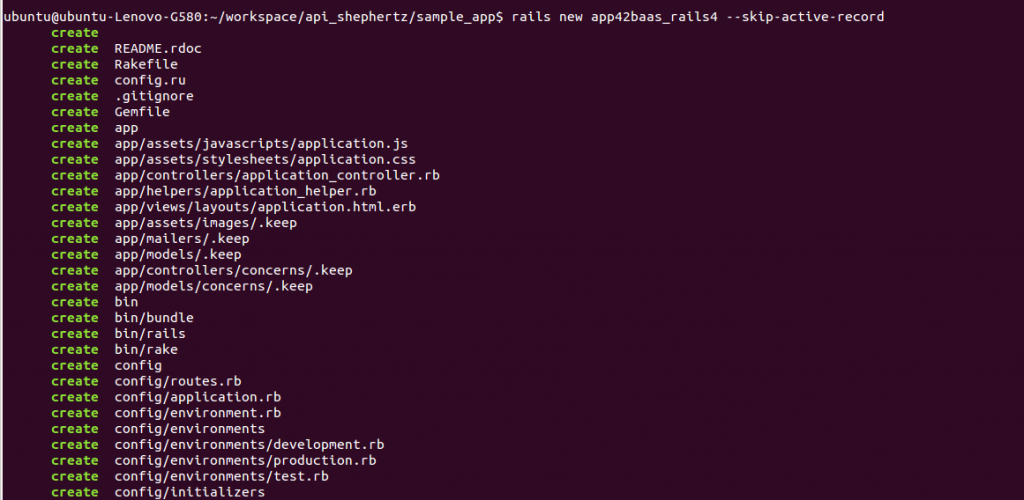 ubuntu@ubuntu-Lenovo-G580:~/workspace/api_shephertz/sample_app$ rails new app42baas_rails4 --skip-active-record
create
create README.rdoc
create Rakefile
create config.ru
create .gitignore
create Gemfile
create app
create app/assets/javascripts/application.js
create app/assets/stylesheets/application.css
create app/controllers/application_controller.rb
create app/helpers/application_helper.rb
create app/views/layouts/application.html.erb
create app/assets/images/.keep
create app/mailers/.keep
create app/models/.keep
create app/controllers/concerns/.keep
create app/models/concerns/.keep
create bin
create bin/bundle
create bin/rails
create bin/rake
create config
create config/routes.rb
create config/application.rb
create config/environment.rb
create config/environments
create config/environments/development.rb
create config/environments/production.rb
create config/environments/test.rb
create config/initializers